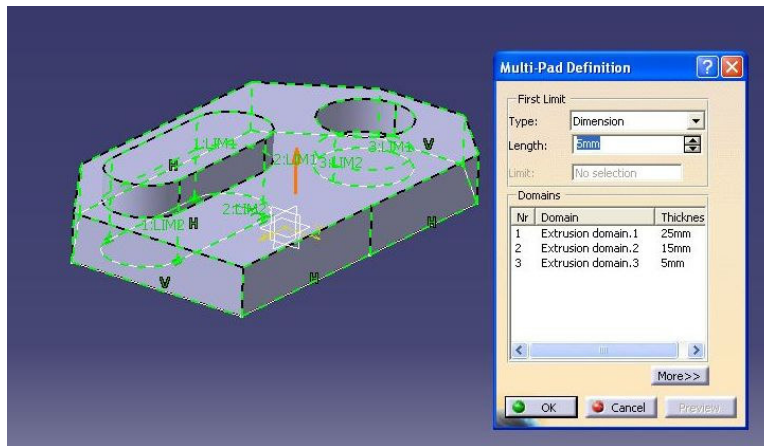 Multi-Pad Definition
First Limit
Type: Dimension
Length: 5mm
Limit: No selection
Domains
Nr Domain Thicknes
1 Extrusion domain.1 25mm
2 Extrusion domain.2 15mm
3 Extrusion domain.3 5mm
More>>
OK Cancel Preview
1:LIM1
2:LIM1
3:LIM2
3:LIM1
V
H
2:LIM2
1:LIM2
H
H
V
H